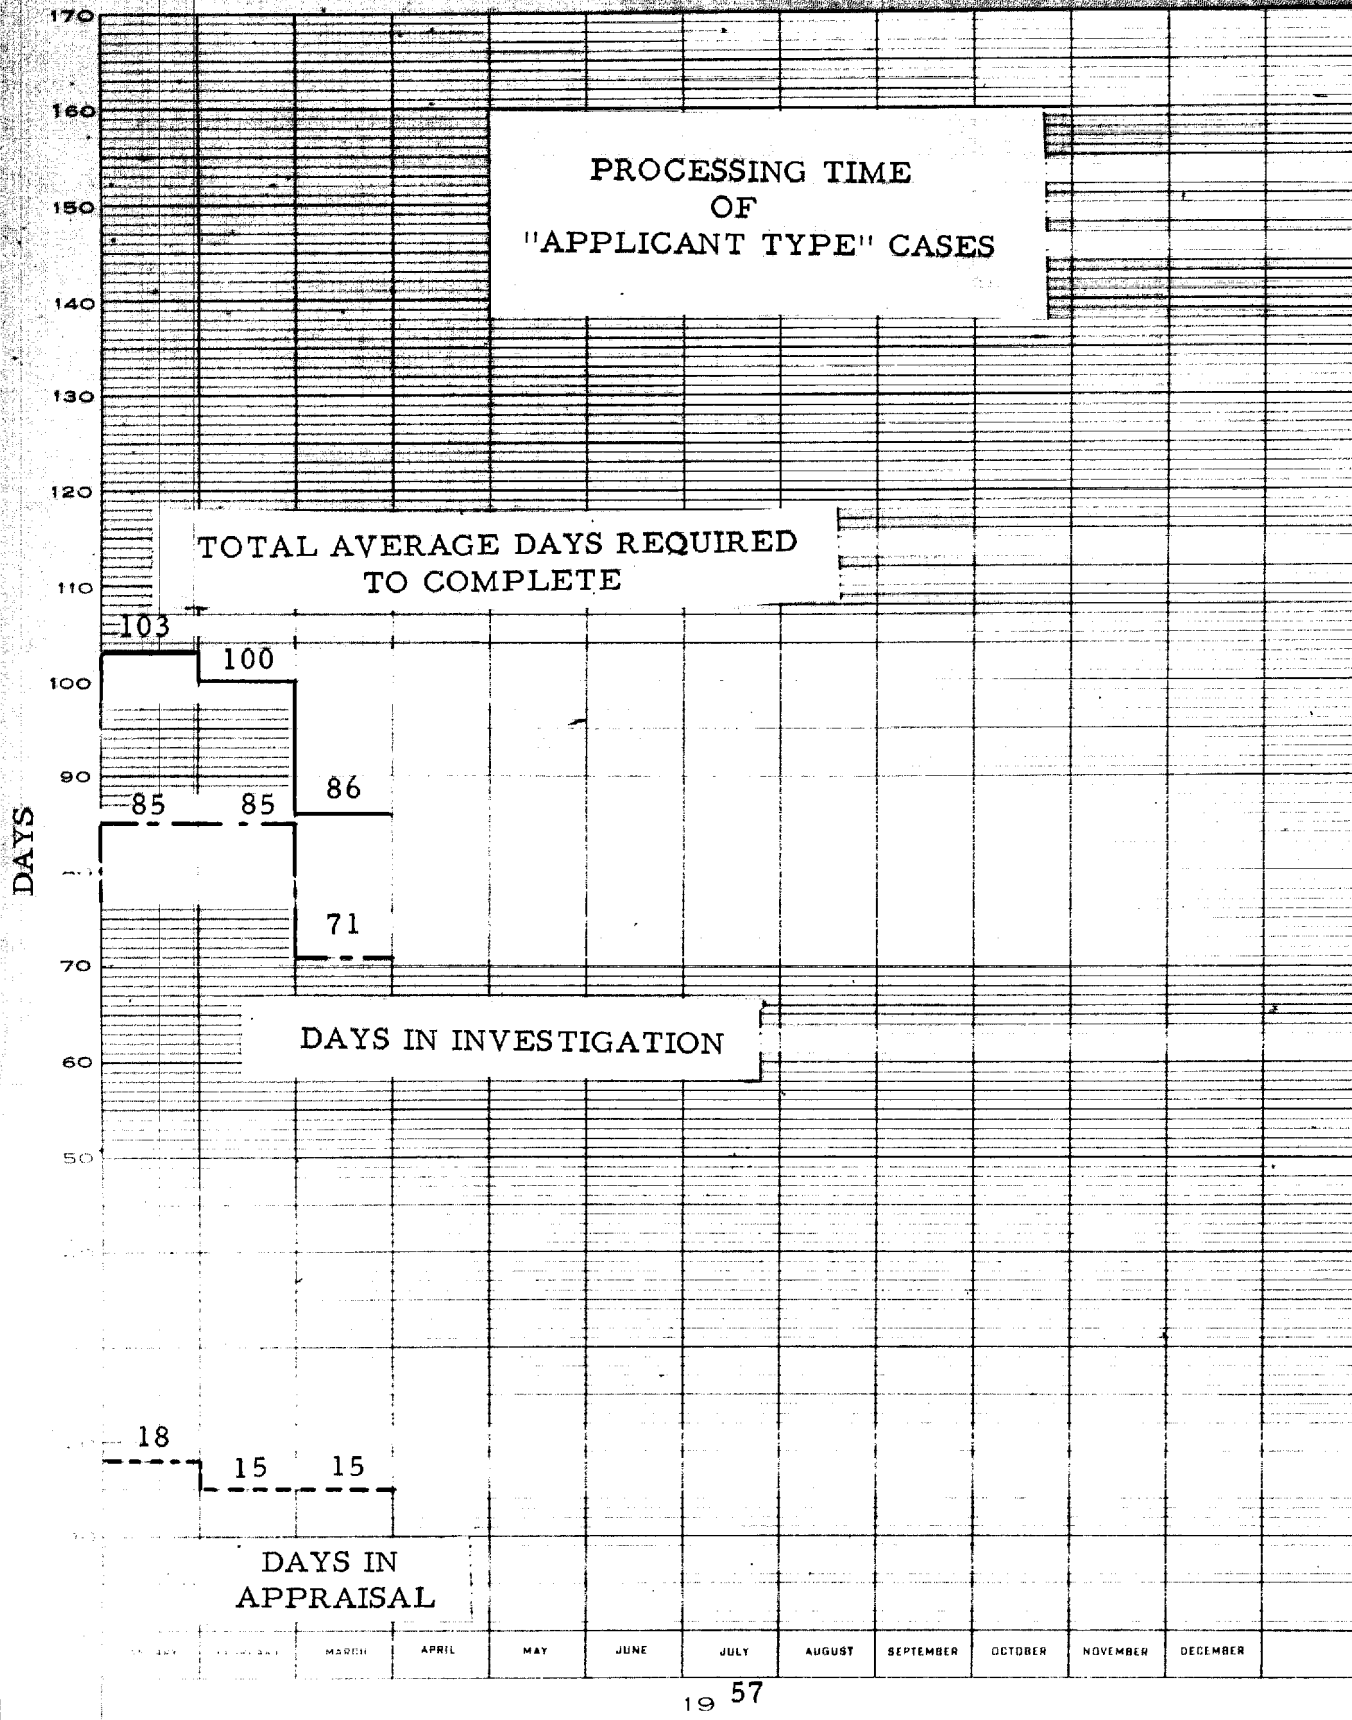 170
160
PROCESSING TIME
OF
"APPLICANT TYPE" CASES
150
140
130
120
TOTAL AVERAGE DAYS REQUIRED
TO COMPLETE
110
103
100
100
90
86
85
85
DAYS
71
70
DAYS IN INVESTIGATION
60
50
18
15
15
DAYS IN
APPRAISAL
MARCH APRIL MAY JUNE JULY AUGUST SEPTEMBER OCTOBER NOVEMBER DECEMBER
19 57